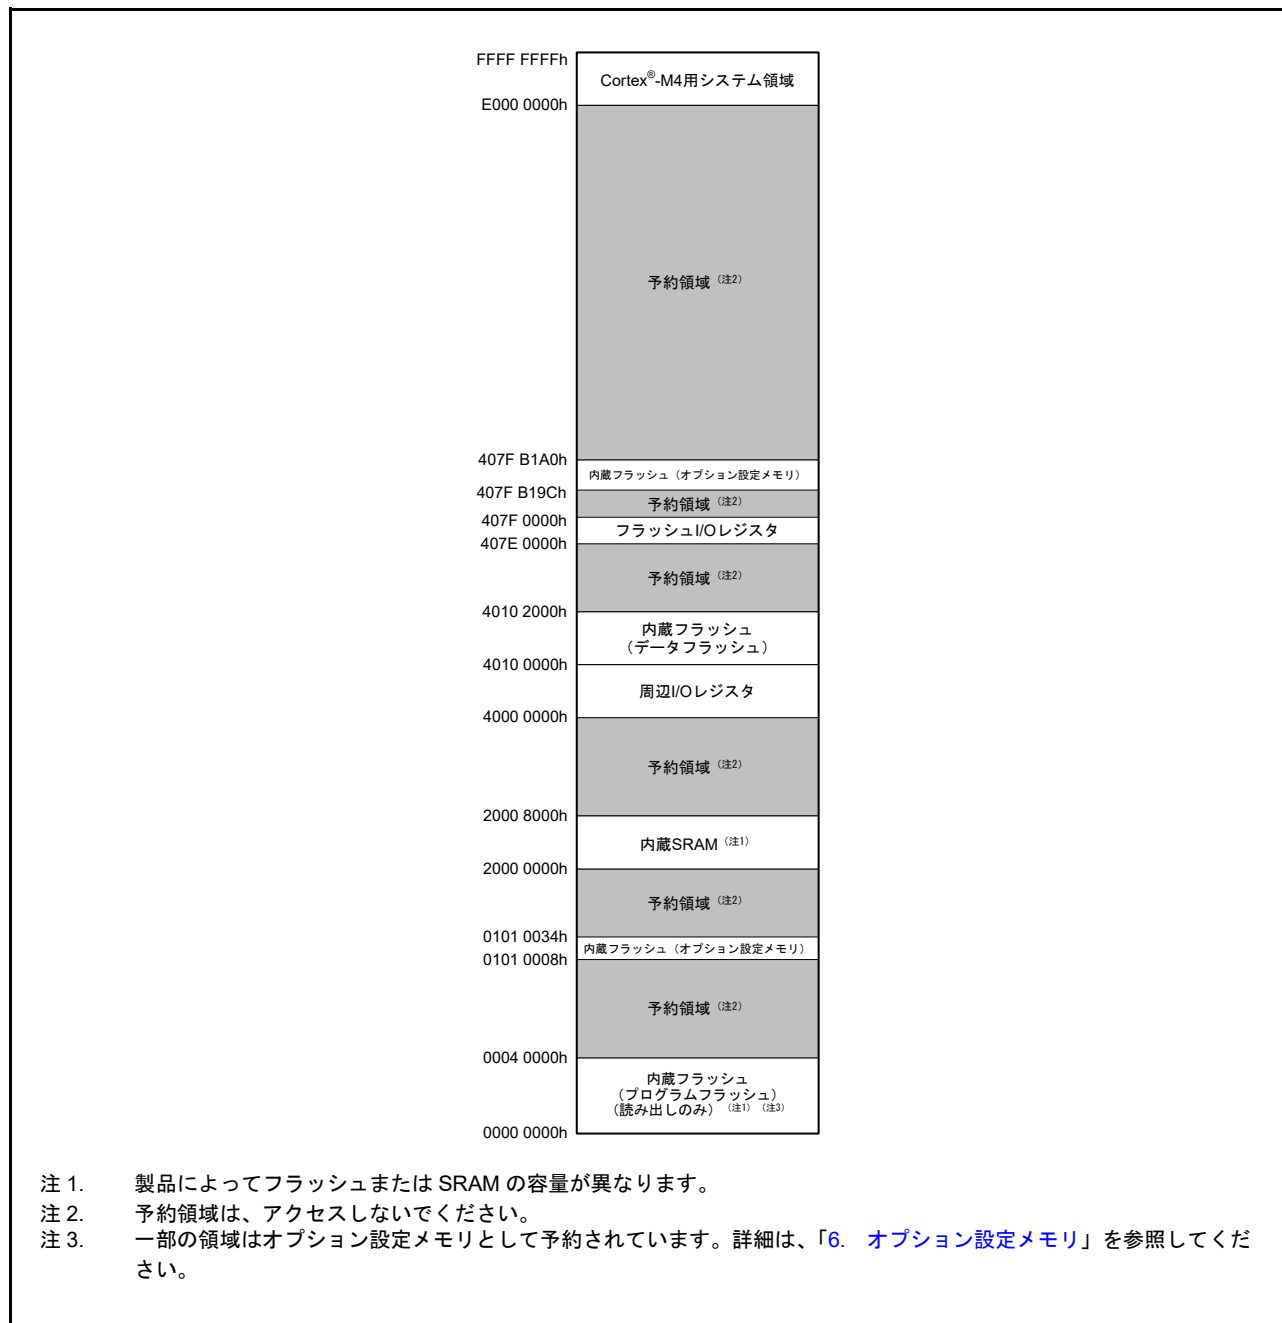 FFFF FFFFh
Cortex®-M4用システム領域
E000 0000h
予約領域（注2）
407F B1A0h
内蔵フラッシュ（オプション設定メモリ）
407F B19Ch
予約領域（注2）
407F 0000h
フラッシュI/Oレジスタ
407E 0000h
予約領域（注2）
4010 2000h
内蔵フラッシュ
（データフラッシュ）
4010 0000h
周辺I/Oレジスタ
4000 0000h
予約領域（注2）
2000 8000h
内蔵SRAM（注1）
2000 0000h
予約領域（注2）
0101 0034h
内蔵フラッシュ（オプション設定メモリ）
0101 0008h
予約領域（注2）
0004 0000h
内蔵フラッシュ
（プログラムフラッシュ）
（読み出しのみ）（注1）（注3）
0000 0000h
注 1. 製品によってフラッシュまたは SRAM の容量が異なります。
注 2. 予約領域は、アクセスしないでください。
注 3. 一部の領域はオプション設定メモリとして予約されています。詳細は、「6. オプション設定メモリ」を参照してくだ
さい。